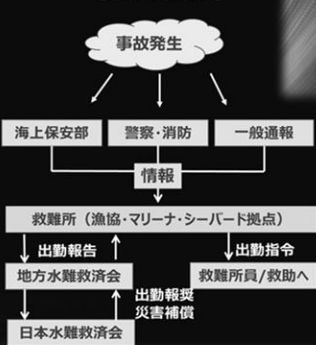 事故発生
海上保安部 警察・消防 一般通報
情報
救難所（漁協・マリーナ・シーバード拠点）
出動報告 出動指令
地方水難救済会 救難所員/救助へ
出動報奨
災害補償
日本水難救済会